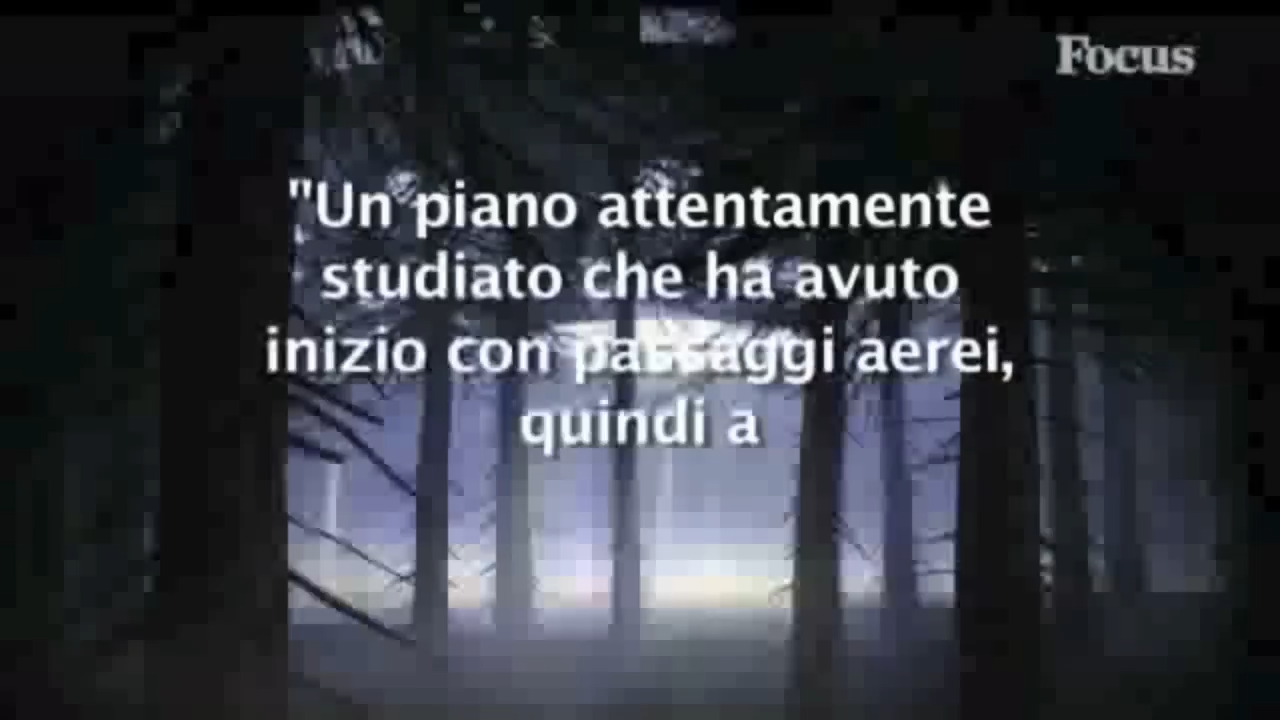 Focus
"Un piano attentamente
studiato che ha avuto
inizio con passaggi aerei,
quindi a